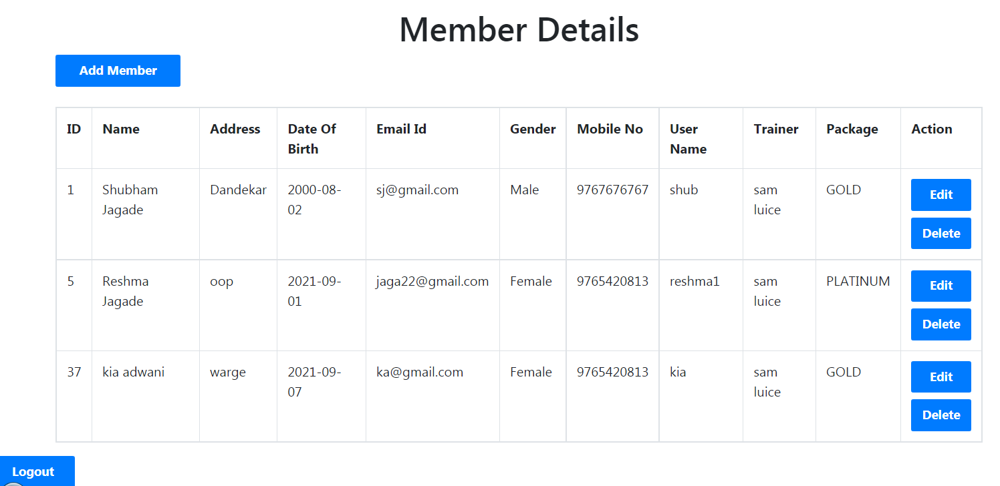 Member Details
Add Member
ID Name Address Date Of Birth Email Id Gender Mobile No User Name Trainer Package Action
1 Shubham Jagade Dandekar 2000-08-02 sj@gmail.com Male 9767676767 shub sam luice GOLD Edit Delete
5 Reshma Jagade oop 2021-09-01 jaga22@gmail.com Female 9765420813 reshma1 sam luice PLATINUM Edit Delete
37 kia adwani warge 2021-09-07 ka@gmail.com Female 9765420813 kia sam luice GOLD Edit Delete
Logout